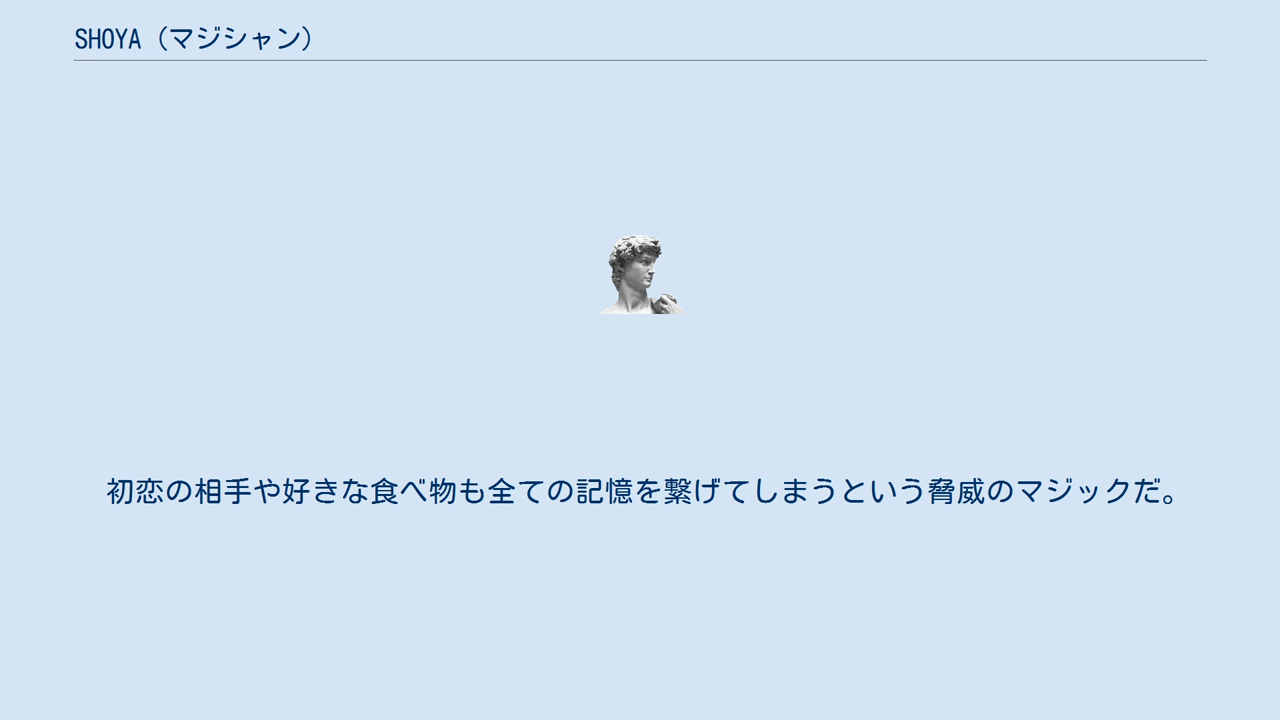 SHOYA（マジシャン）
初恋の相手や好きな食べ物も全ての記憶を繋げてしまうという脅威のマジックだ。